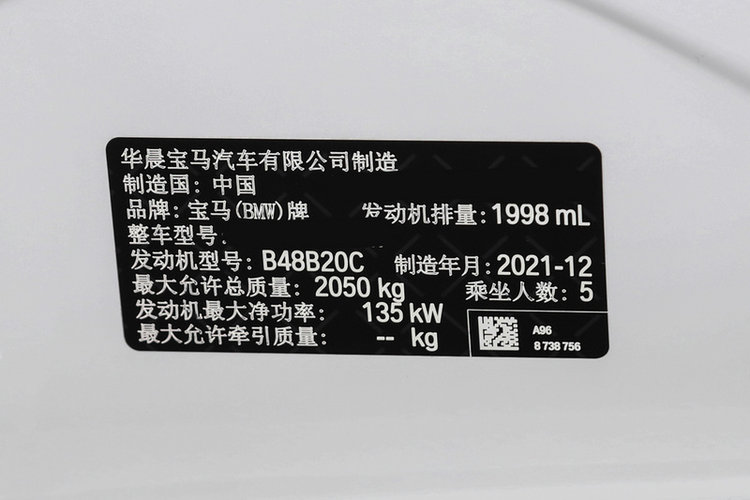 华晨宝马汽车有限公司制造
制造国：中国
品牌：宝马(BMW)牌 发动机排量：1998 mL
整车型号：
发动机型号：B48B20C 制造年月：2021-12
最大允许总质量：2050 kg 乘坐人数：5
发动机最大净功率：135 kW
最大允许牵引质量：-- kg
A96
8 738 756